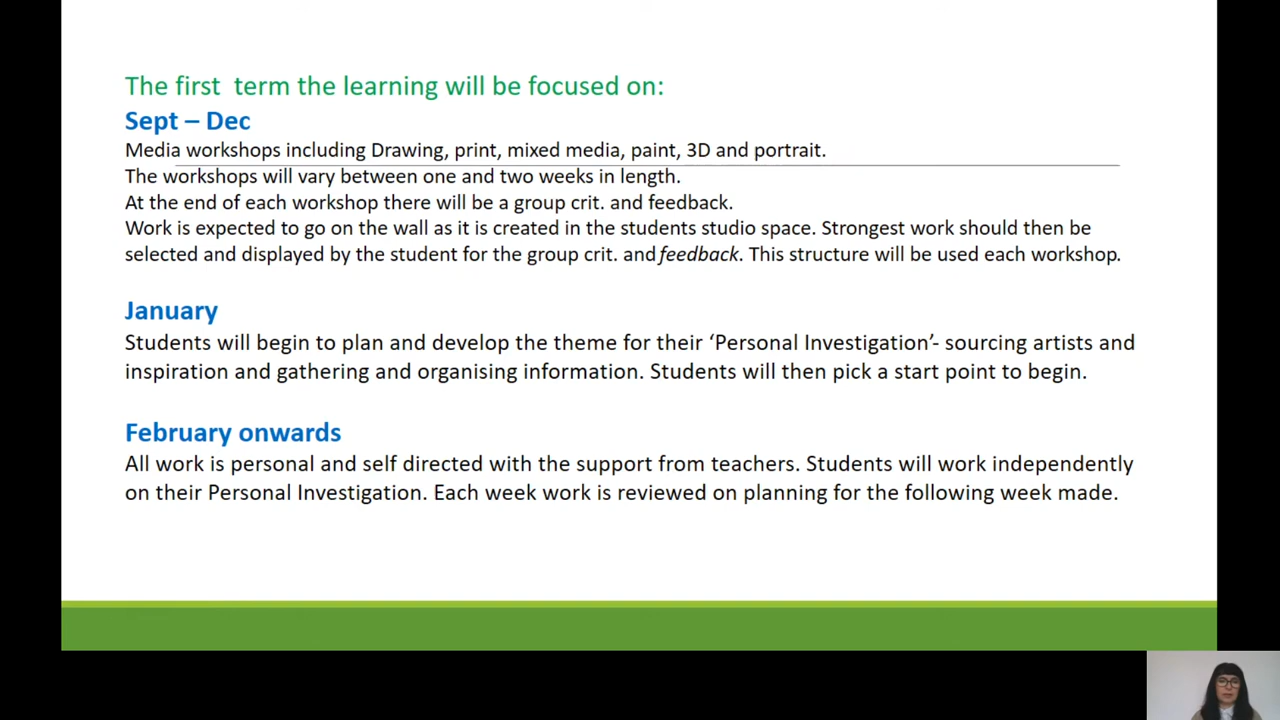 The first term the learning will be focused on:
Sept – Dec
Media workshops including Drawing, print, mixed media, paint, 3D and portrait.
The workshops will vary between one and two weeks in length.
At the end of each workshop there will be a group crit. and feedback.
Work is expected to go on the wall as it is created in the students studio space. Strongest work should then be
selected and displayed by the student for the group crit. and feedback. This structure will be used each workshop.
January
Students will begin to plan and develop the theme for their ‘Personal Investigation’- sourcing artists and
inspiration and gathering and organising information. Students will then pick a start point to begin.
February onwards
All work is personal and self directed with the support from teachers. Students will work independently
on their Personal Investigation. Each week work is reviewed on planning for the following week made.